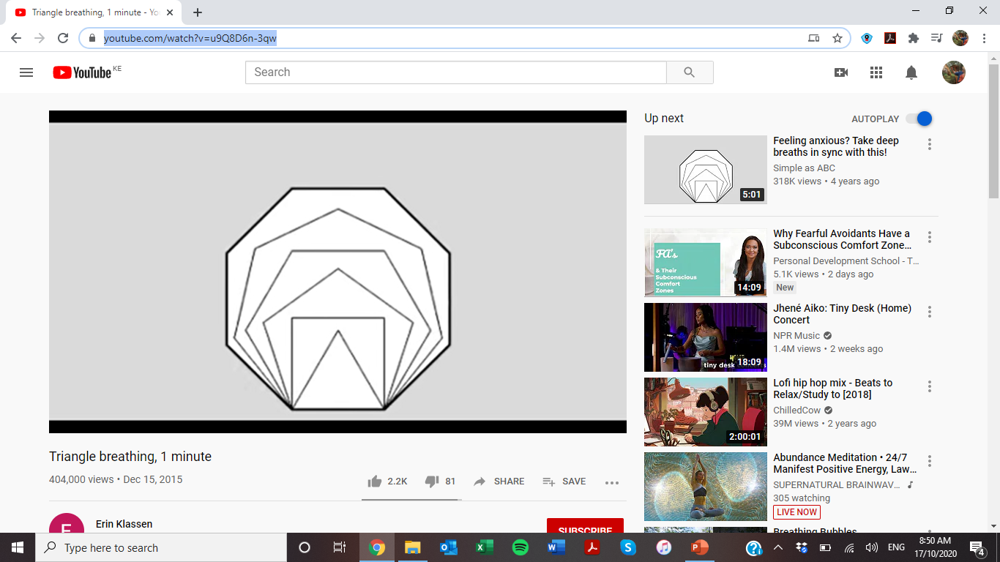 Triangle breathing, 1 minute - Yo
youtube.com/watch?v=u9Q8D6n-3qw
YouTube KE
Search
Up next
AUTOPLAY
Feeling anxious? Take deep
breaths in sync with this!
Simple as ABC
318K views • 4 years ago
5:01
FA's
& Their
Subconscious
Comfort
Zones
14:09
Why Fearful Avoidants Have a
Subconscious Comfort Zone...
Personal Development School - T...
5.1K views • 2 days ago
New
tiny desk
18:09
Jhené Aiko: Tiny Desk (Home)
Concert
NPR Music
1.4M views • 2 weeks ago
2:00:01
Lofi hip hop mix - Beats to
Relax/Study to [2018]
ChilledCow
39M views • 2 years ago
Abundance Meditation • 24/7
Manifest Positive Energy, Law...
SUPERNATURAL BRAINWAV...
305 watching
LIVE NOW
Breathing Bubbles
Triangle breathing, 1 minute
404,000 views • Dec 15, 2015
2.2K
81
SHARE
SAVE
E
Erin Klassen
SUBSCRIBE
Type here to search
ENG
8:50 AM
17/10/2020
4